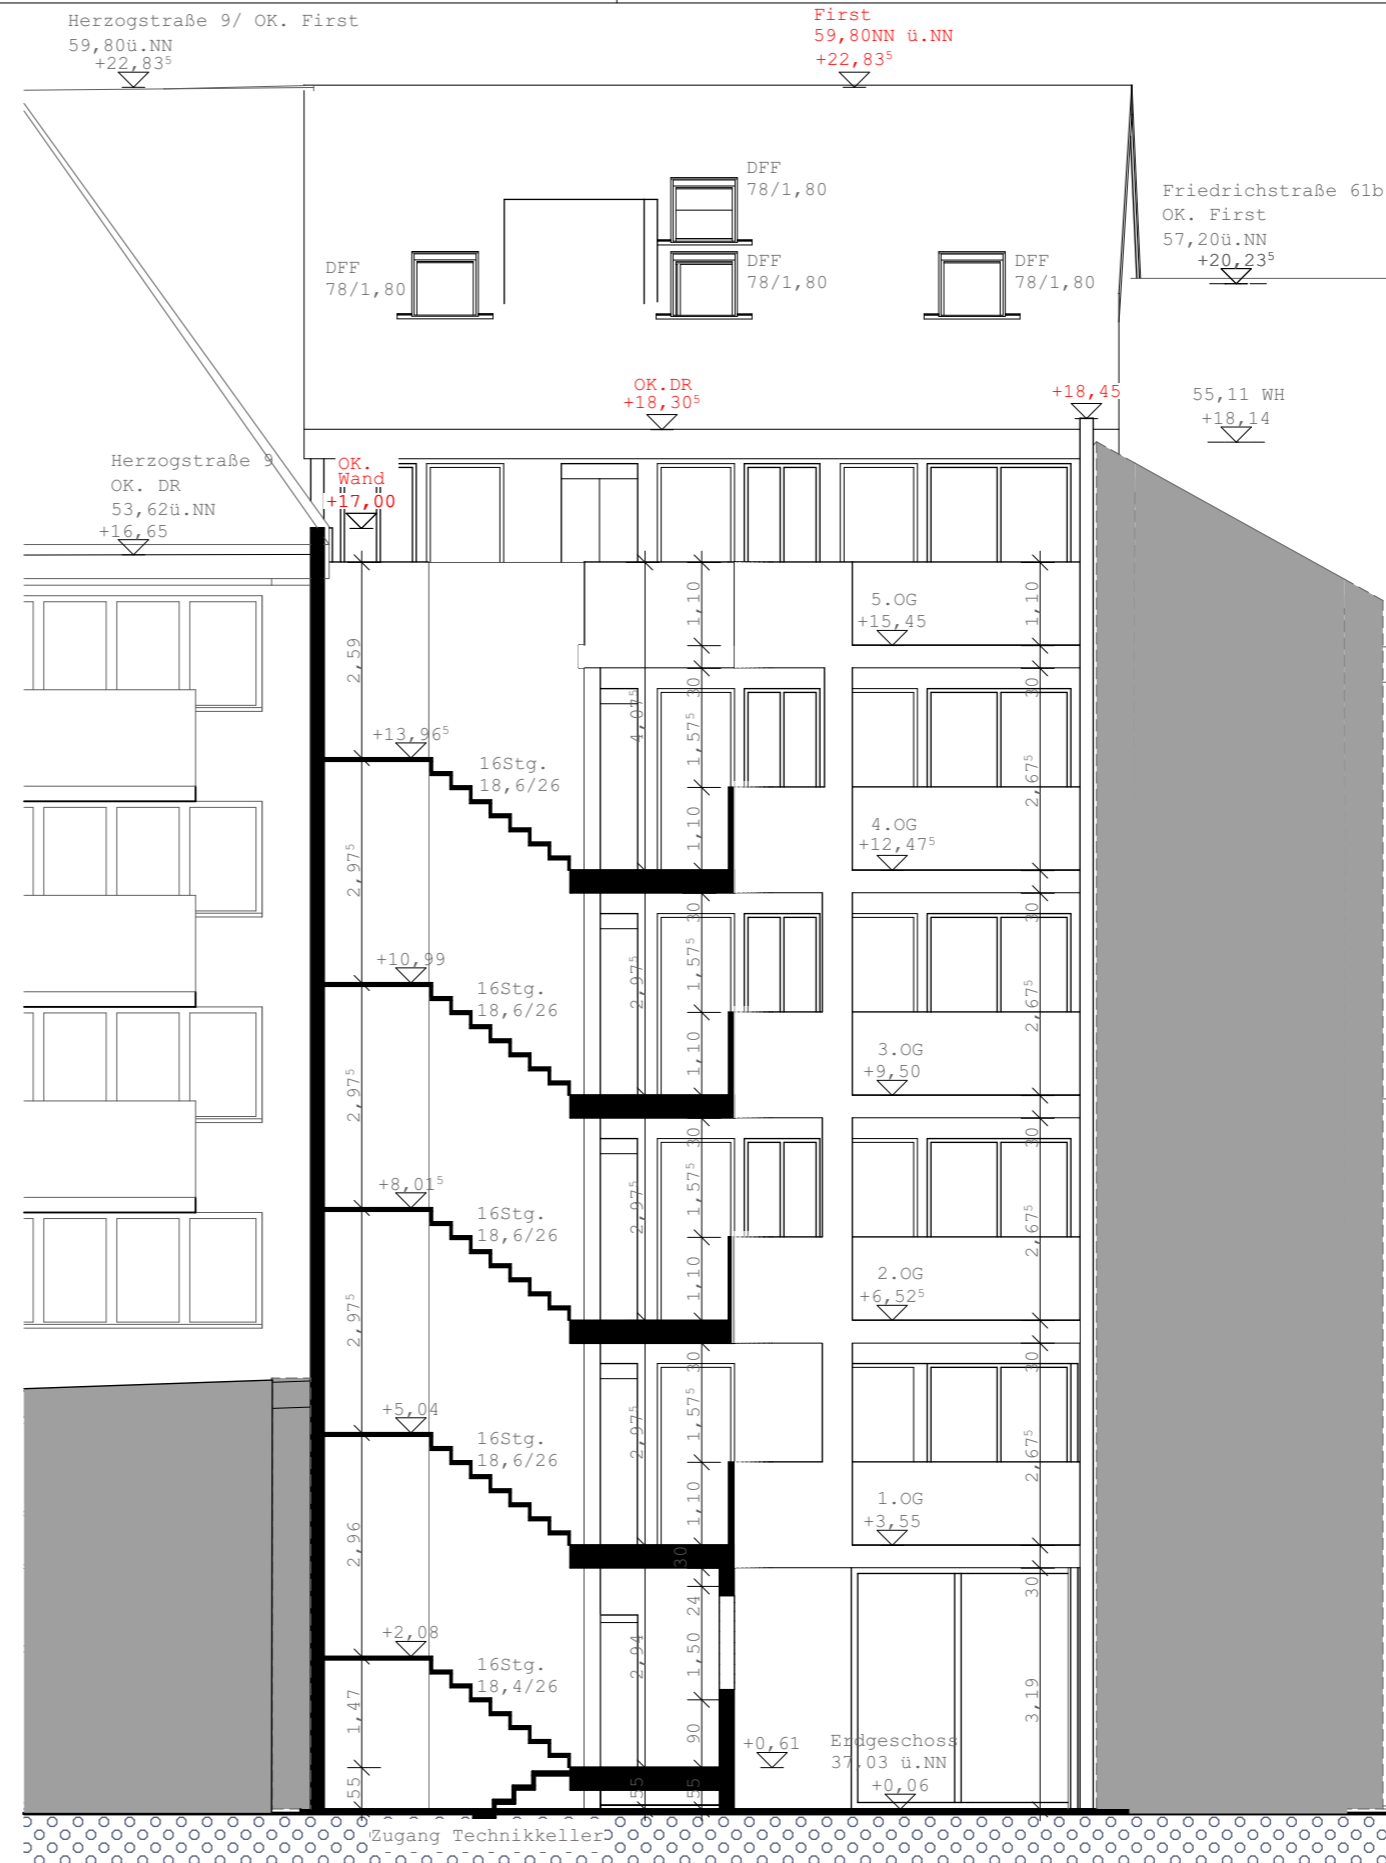 Herzogstraße 9/ OK. First
59,80ü.NN
+22,83⁵
First
59,80NN ü.NN
+22,83⁵
DFF
78/1,80
Friedrichstraße 61b
OK. First
57,20ü.NN
+20,23⁵
DFF
78/1,80
DFF
78/1,80
DFF
78/1,80
OK.DR
+18,30⁵
+18,45
55,11 WH
+18,14
Herzogstraße 9
OK. DR
53,62ü.NN
+16,65
OK.
Wand
+17,00
1,10
1,10
5.OG
+15,45
2,59
30
30
4,07⁵
1,57⁵
2,67⁵
+13,96⁵
16Stg.
18,6/26
1,10
4.OG
+12,47⁵
2,97⁵
30
30
+10,99
2,97⁵
1,57⁵
2,67⁵
16Stg.
18,6/26
1,10
3.OG
+9,50
2,97⁵
30
30
+8,01⁵
2,97⁵
1,57⁵
2,67⁵
16Stg.
18,6/26
1,10
2.OG
+6,52⁵
2,97⁵
30
30
+5,04
2,97⁵
1,57⁵
2,67⁵
16Stg.
18,6/26
1,10
1.OG
+3,55
2,96
30
30
24
+2,08
2,94
1,50
16Stg.
18,4/26
1,47
3,19
90
+0,61
Erdgeschoss
37,03 ü.NN
+0,06
55
55
55
Zugang Technikkeller